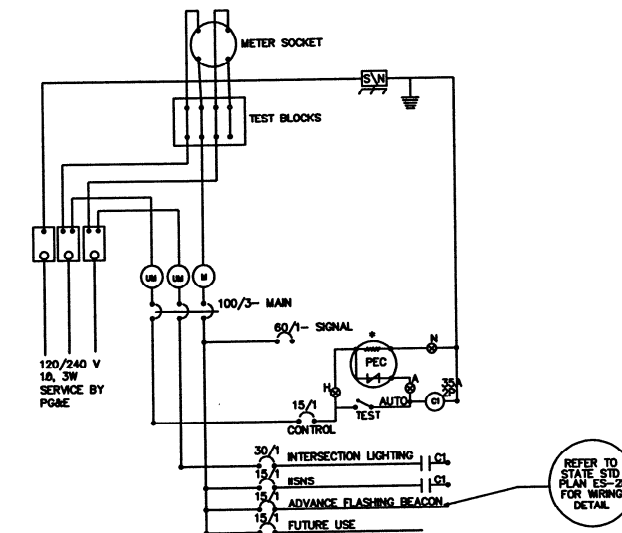 METER SOCKET
S\N
TEST BLOCKS
UM
UM
M
100/3- MAIN
60/1- SIGNAL
*
PEC
N
120/240 V
1Ø, 3W
SERVICE BY
PG&E
H
A
35A
2P
C1
AUTO
TEST
15/1
CONTROL
30/1
INTERSECTION LIGHTING
C1
15/1
IISNS
C1
15/1
ADVANCE FLASHING BEACON
15/1
FUTURE USE
REFER TO
STATE STD
PLAN
FOR WIRING
DETAIL